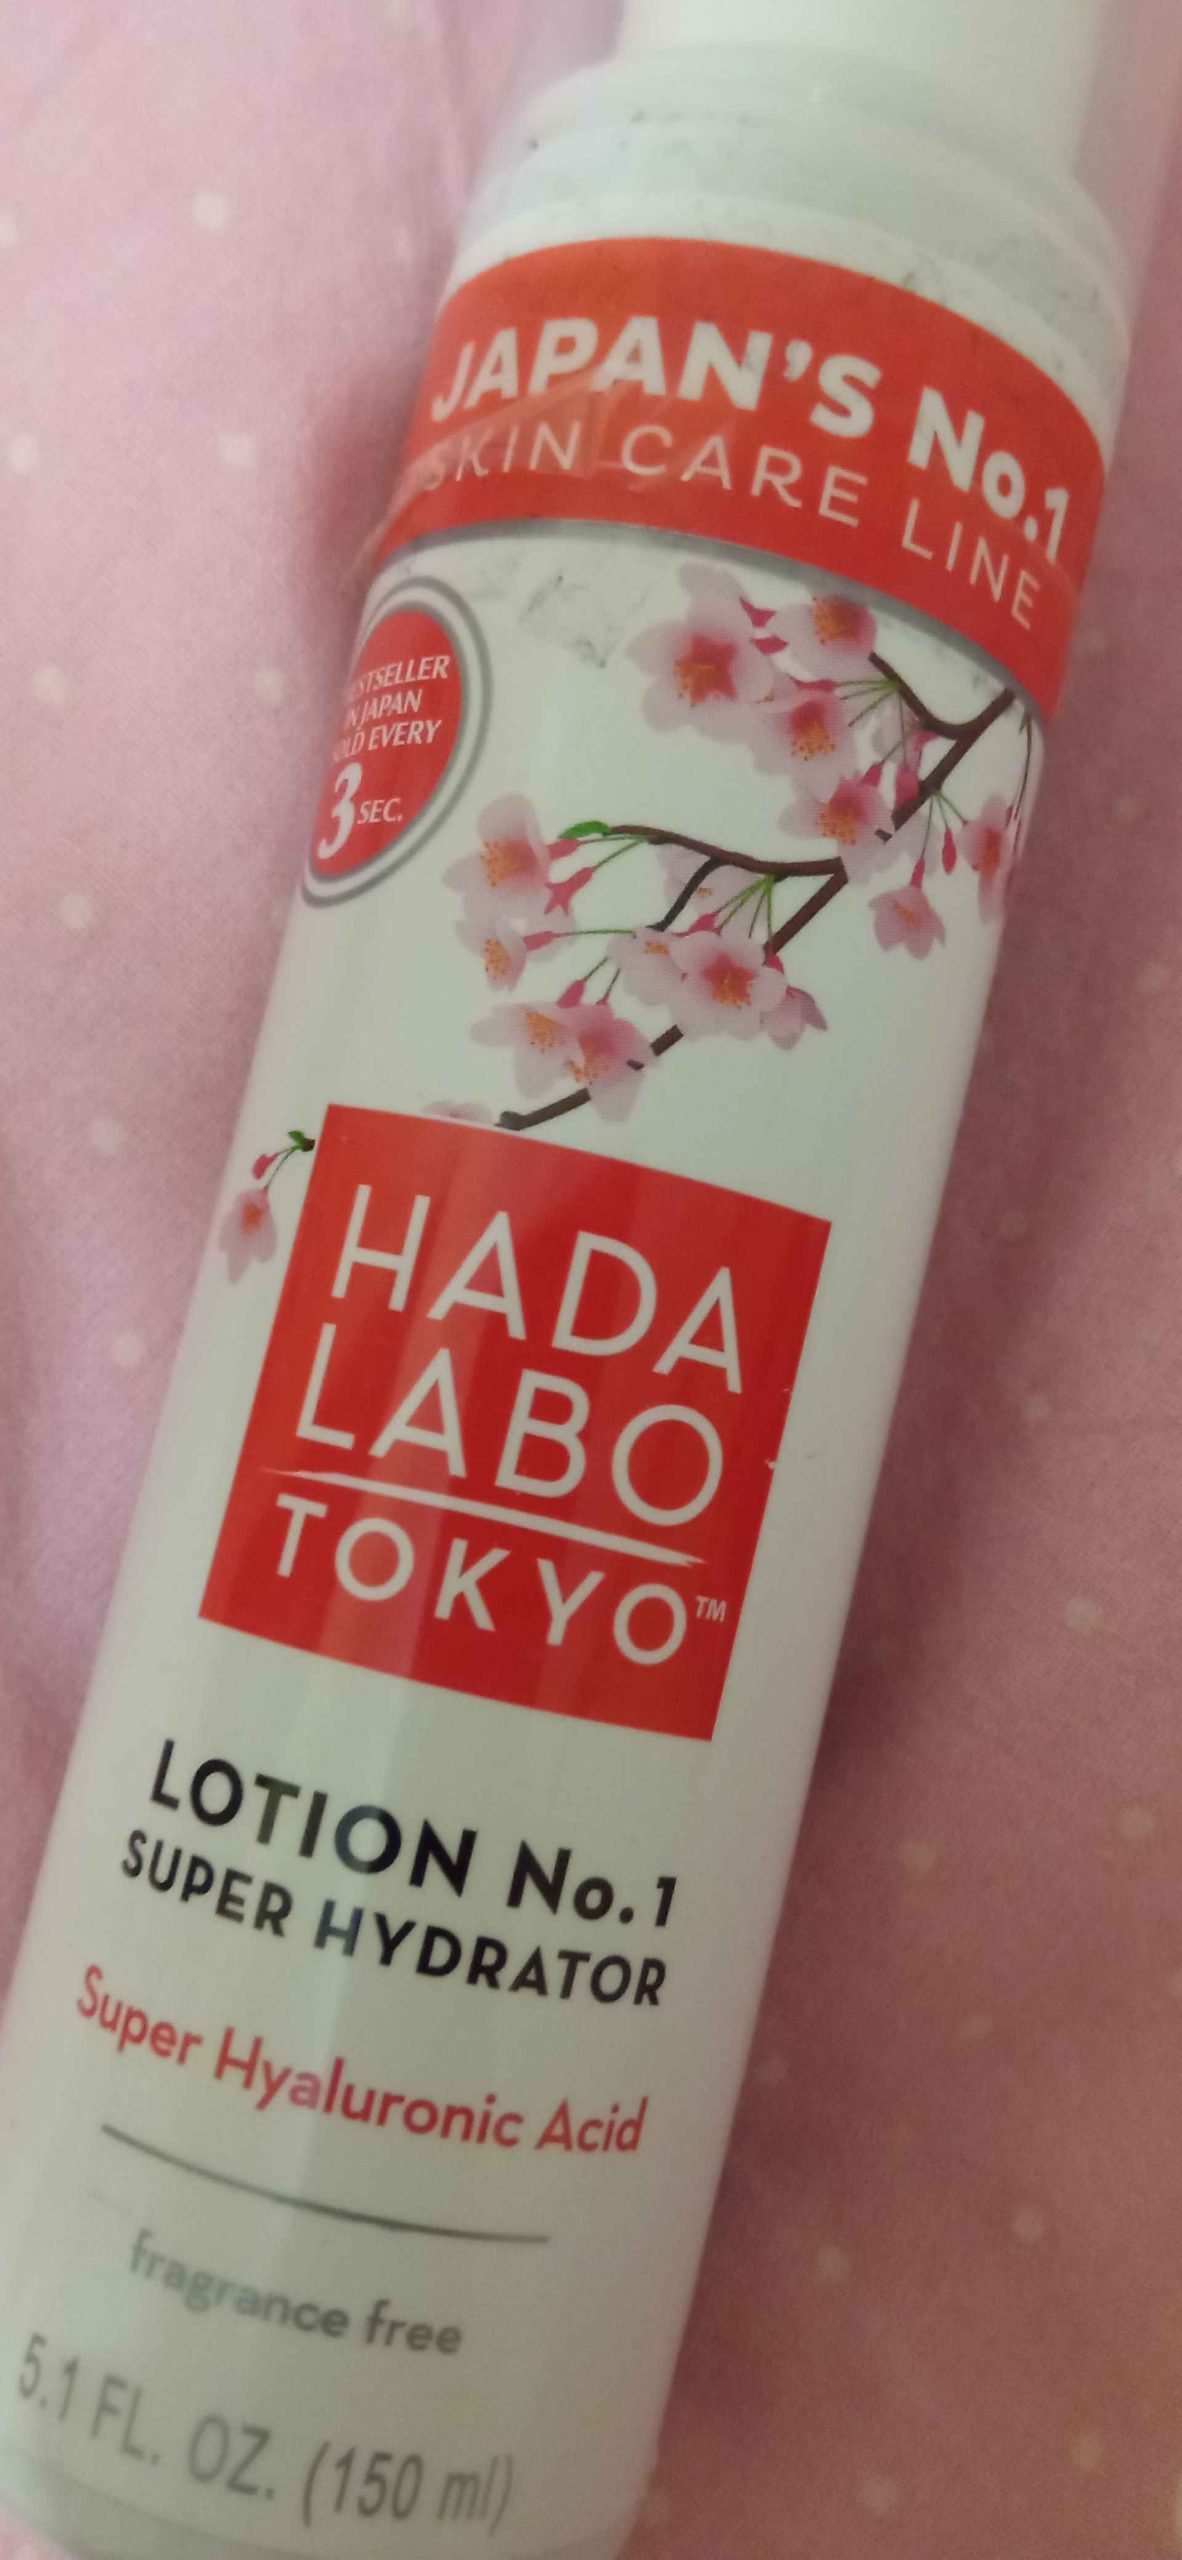 JAPAN'S No.1
SKIN CARE LINE
IN JAPAN
EVERY
3 SEC.
HADA
LABO
TOKYO™
LOTION No.1
SUPER HYDRATOR
Super Hyaluronic Acid
fragrance free
5.1 FL. OZ. (150 ml)